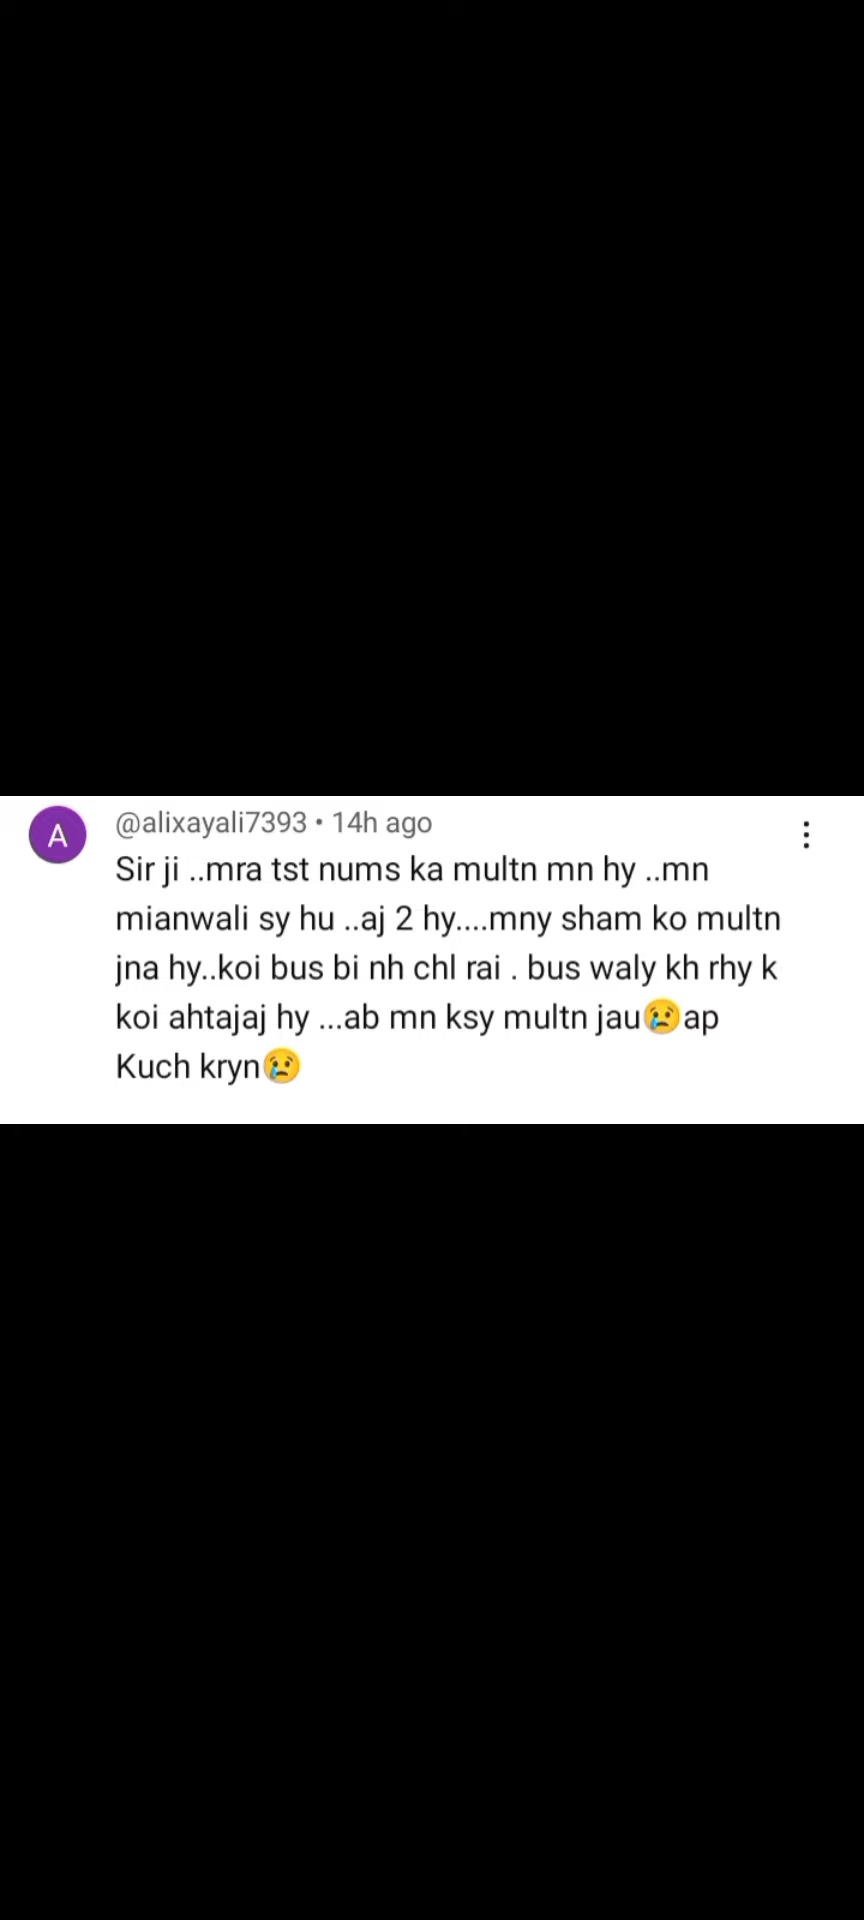 A
@alixayali7393 • 14h ago
Sir ji ..mra tst nums ka multn mn hy ..mn
mianwali sy hu ..aj 2 hy....mny sham ko multn
jna hy..koi bus bi nh chl rai . bus waly kh rhy k
koi ahtajaj hy ...ab mn ksy multn jau😢ap
Kuch kryn😢